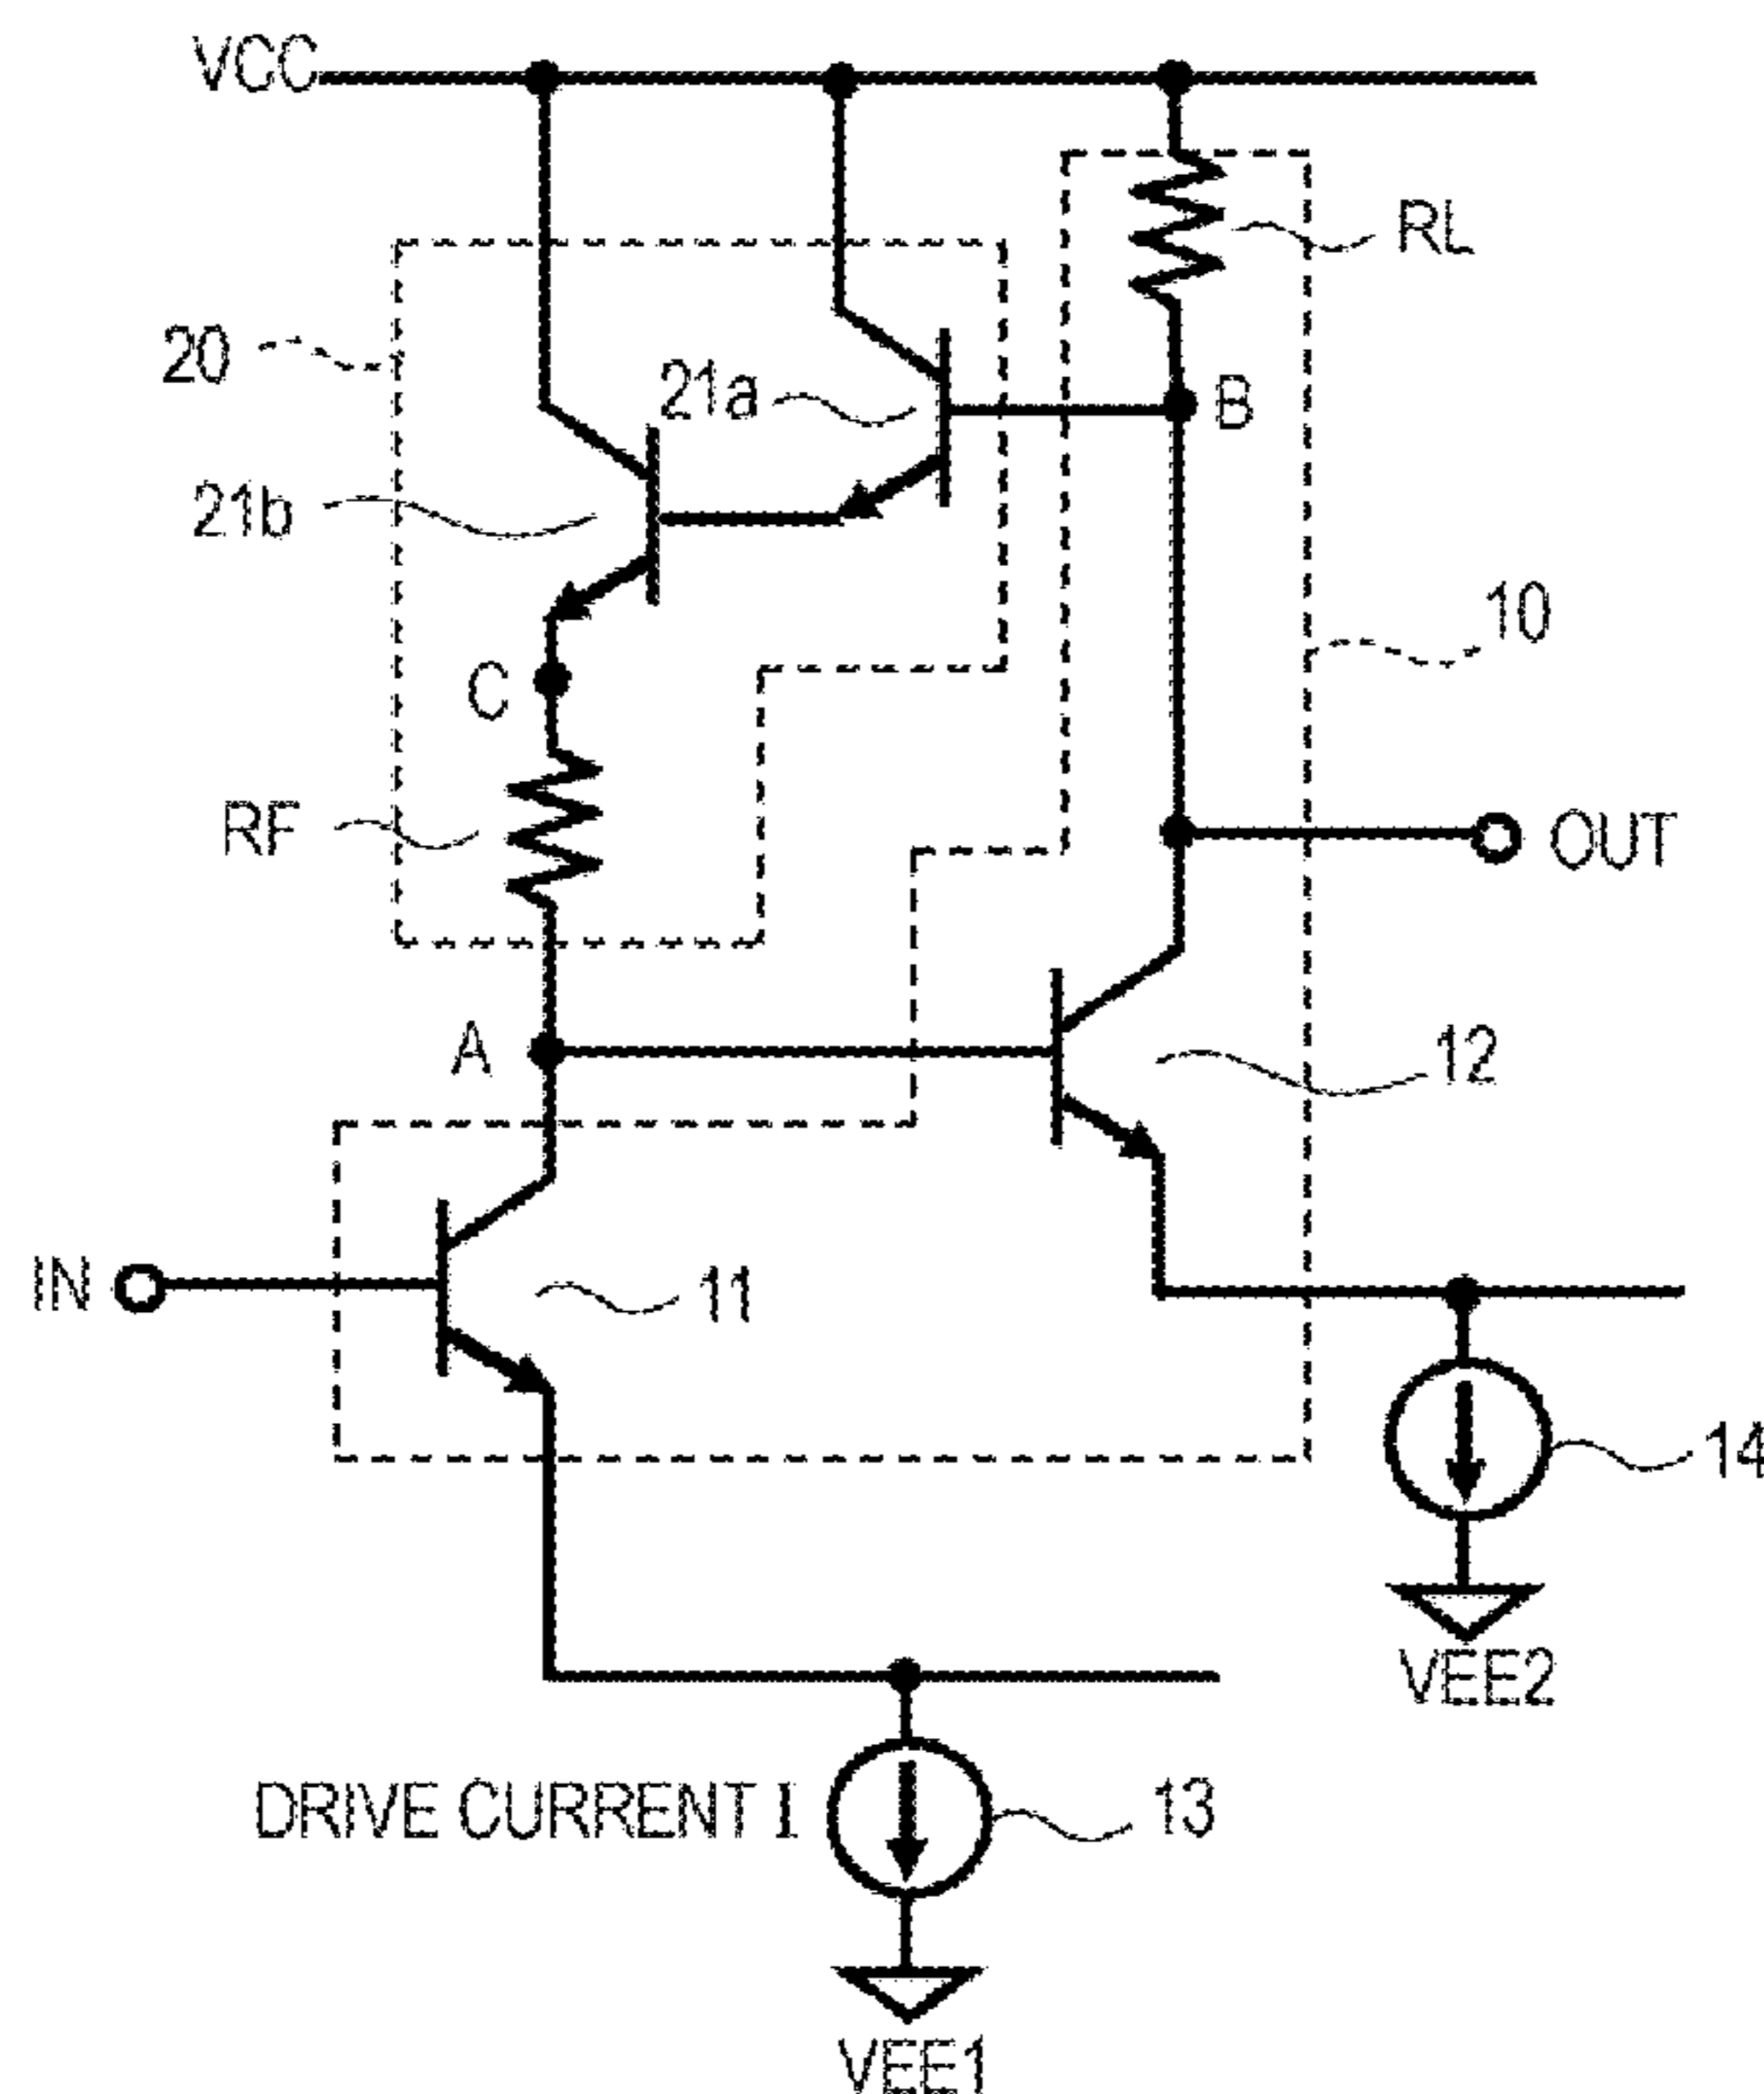 VCC
RL
20
21a
B
21b
10
C
RF
OUT
A
12
IN
11
14
VEE2
DRIVE CURRENT I
13
VEE1